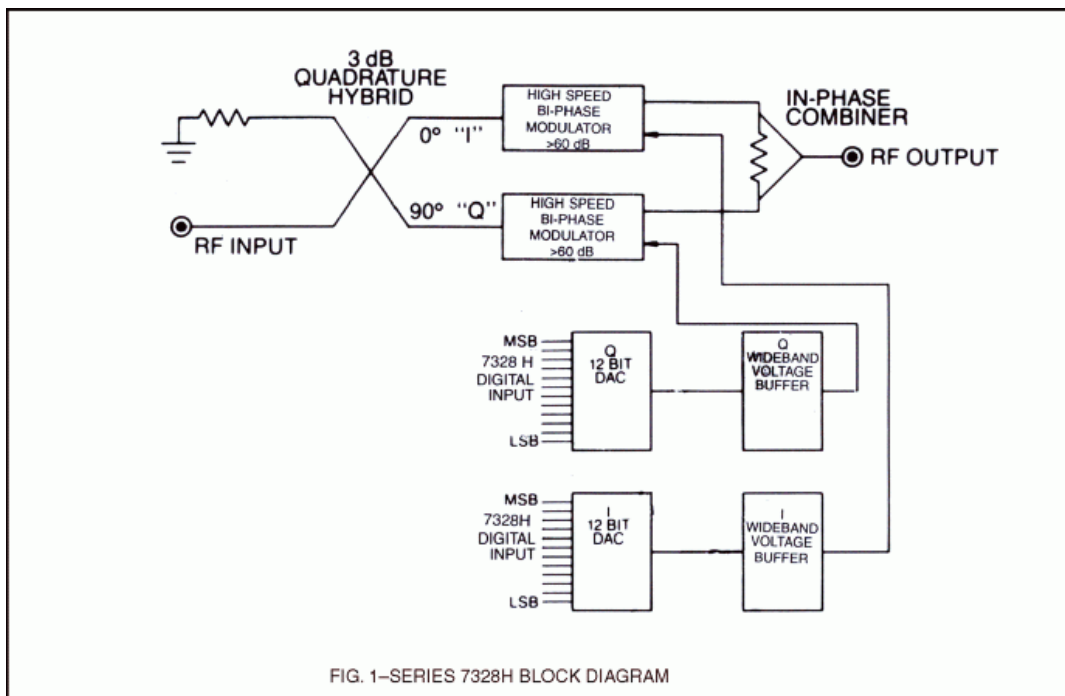 3 dB
QUADRATURE
HYBRID
0° "I"
90° "Q"
RF INPUT
HIGH SPEED
BI-PHASE
MODULATOR
>60 dB
HIGH SPEED
BI-PHASE
MODULATOR
>60 dB
IN-PHASE
COMBINER
RF OUTPUT
MSB
7328 H
DIGITAL
INPUT
LSB
Q
12 BIT
DAC
Q
WIDEBAND
VOLTAGE
BUFFER
MSB
7328H
DIGITAL
INPUT
LSB
I
12 BIT
DAC
I
WIDEBAND
VOLTAGE
BUFFER
FIG. 1–SERIES 7328H BLOCK DIAGRAM